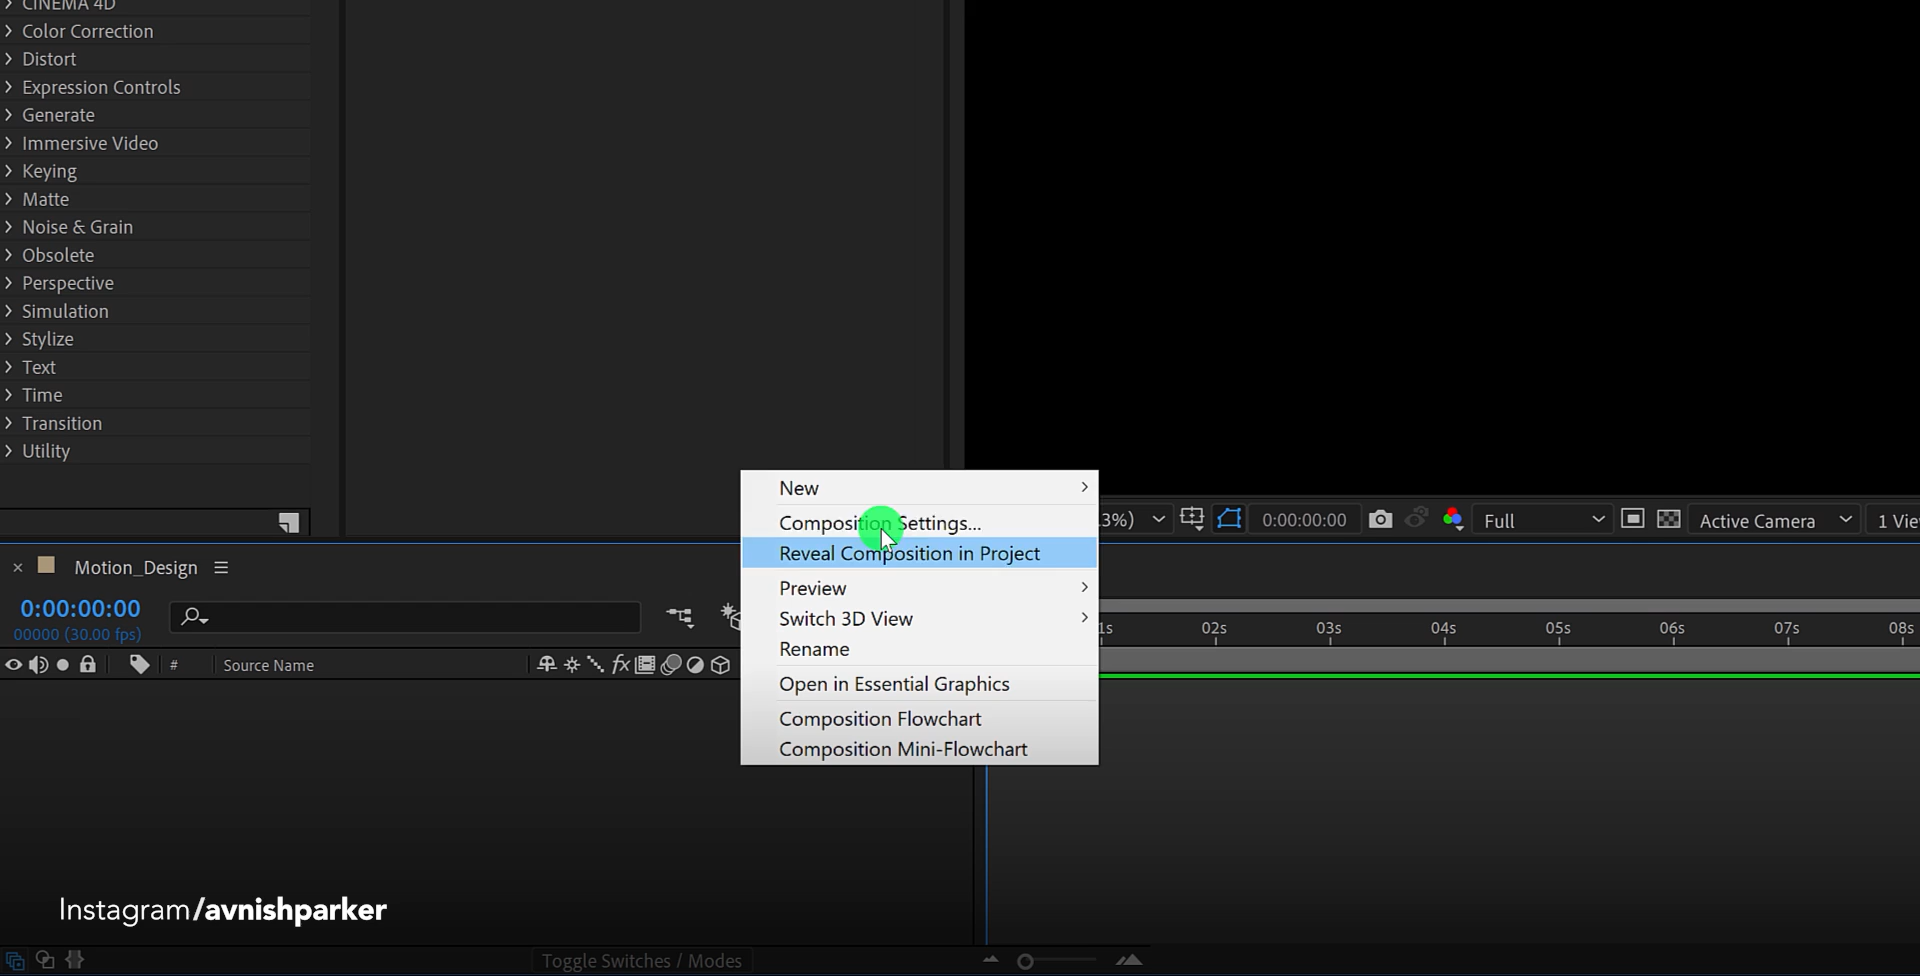 CINEMA 4D
Color Correction
Distort
Expression Controls
Generate
Immersive Video
Keying
Matte
Noise & Grain
Obsolete
Perspective
Simulation
Stylize
Text
Time
Transition
Utility
New
Composition Settings...
Reveal Composition in Project
Preview
Switch 3D View
Rename
Open in Essential Graphics
Composition Flowchart
Composition Mini-Flowchart
.3%)
0:00:00:00
Full
Active Camera
1 View
Motion_Design
0:00:00:00
00000 (30.00 fps)
# Source Name
fx
1s 02s 03s 04s 05s 06s 07s 08s
Instagram/avnishparker
Toggle Switches / Modes